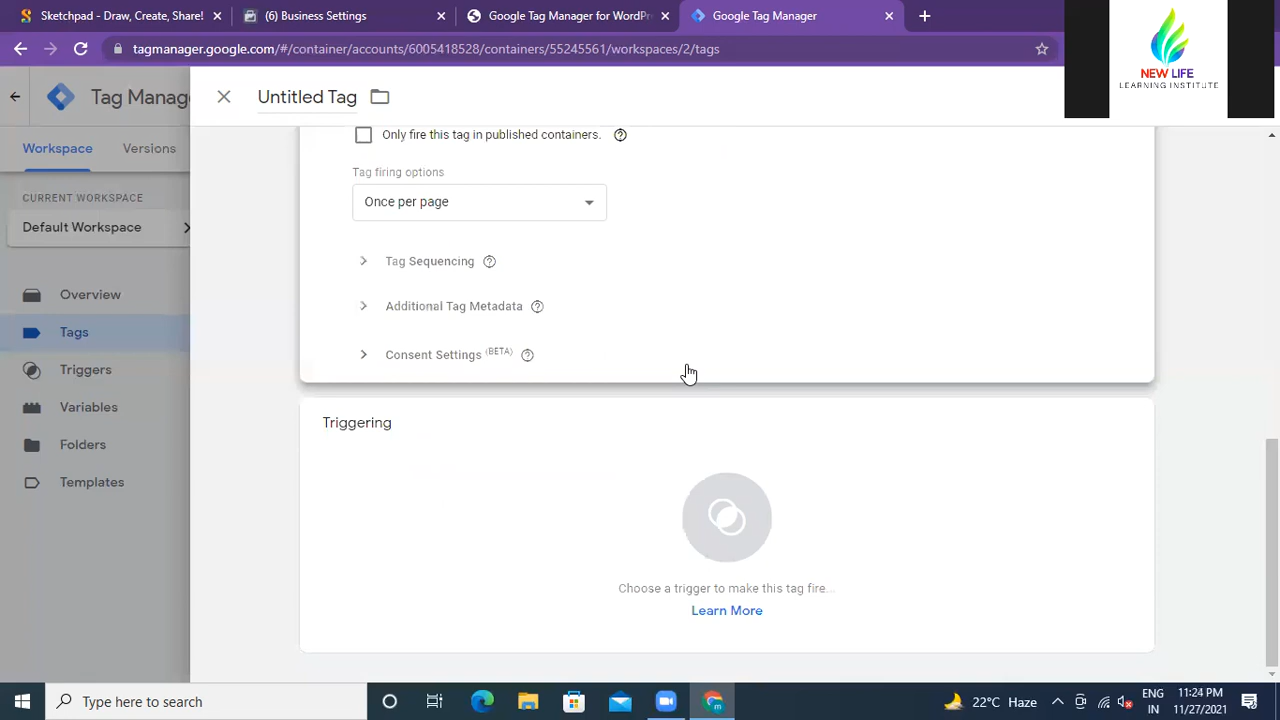 Sketchpad - Draw, Create, Share!
(6) Business Settings
Google Tag Manager for WordPr
Google Tag Manager
tagmanager.google.com/#/container/accounts/6005418528/containers/55245561/workspaces/2/tags
NEW LIFE
LEARNING INSTITUTE
Tag Mana
Untitled Tag
Workspace
Versions
Only fire this tag in published containers.
Tag firing options
CURRENT WORKSPACE
Default Workspace
Once per page
Tag Sequencing
Overview
Additional Tag Metadata
Tags
Consent Settings (BETA)
Triggers
Variables
Triggering
Folders
Templates
Choose a trigger to make this tag fire...
Learn More
Type here to search
22°C Haze
ENG
IN
11:24 PM
11/27/2021